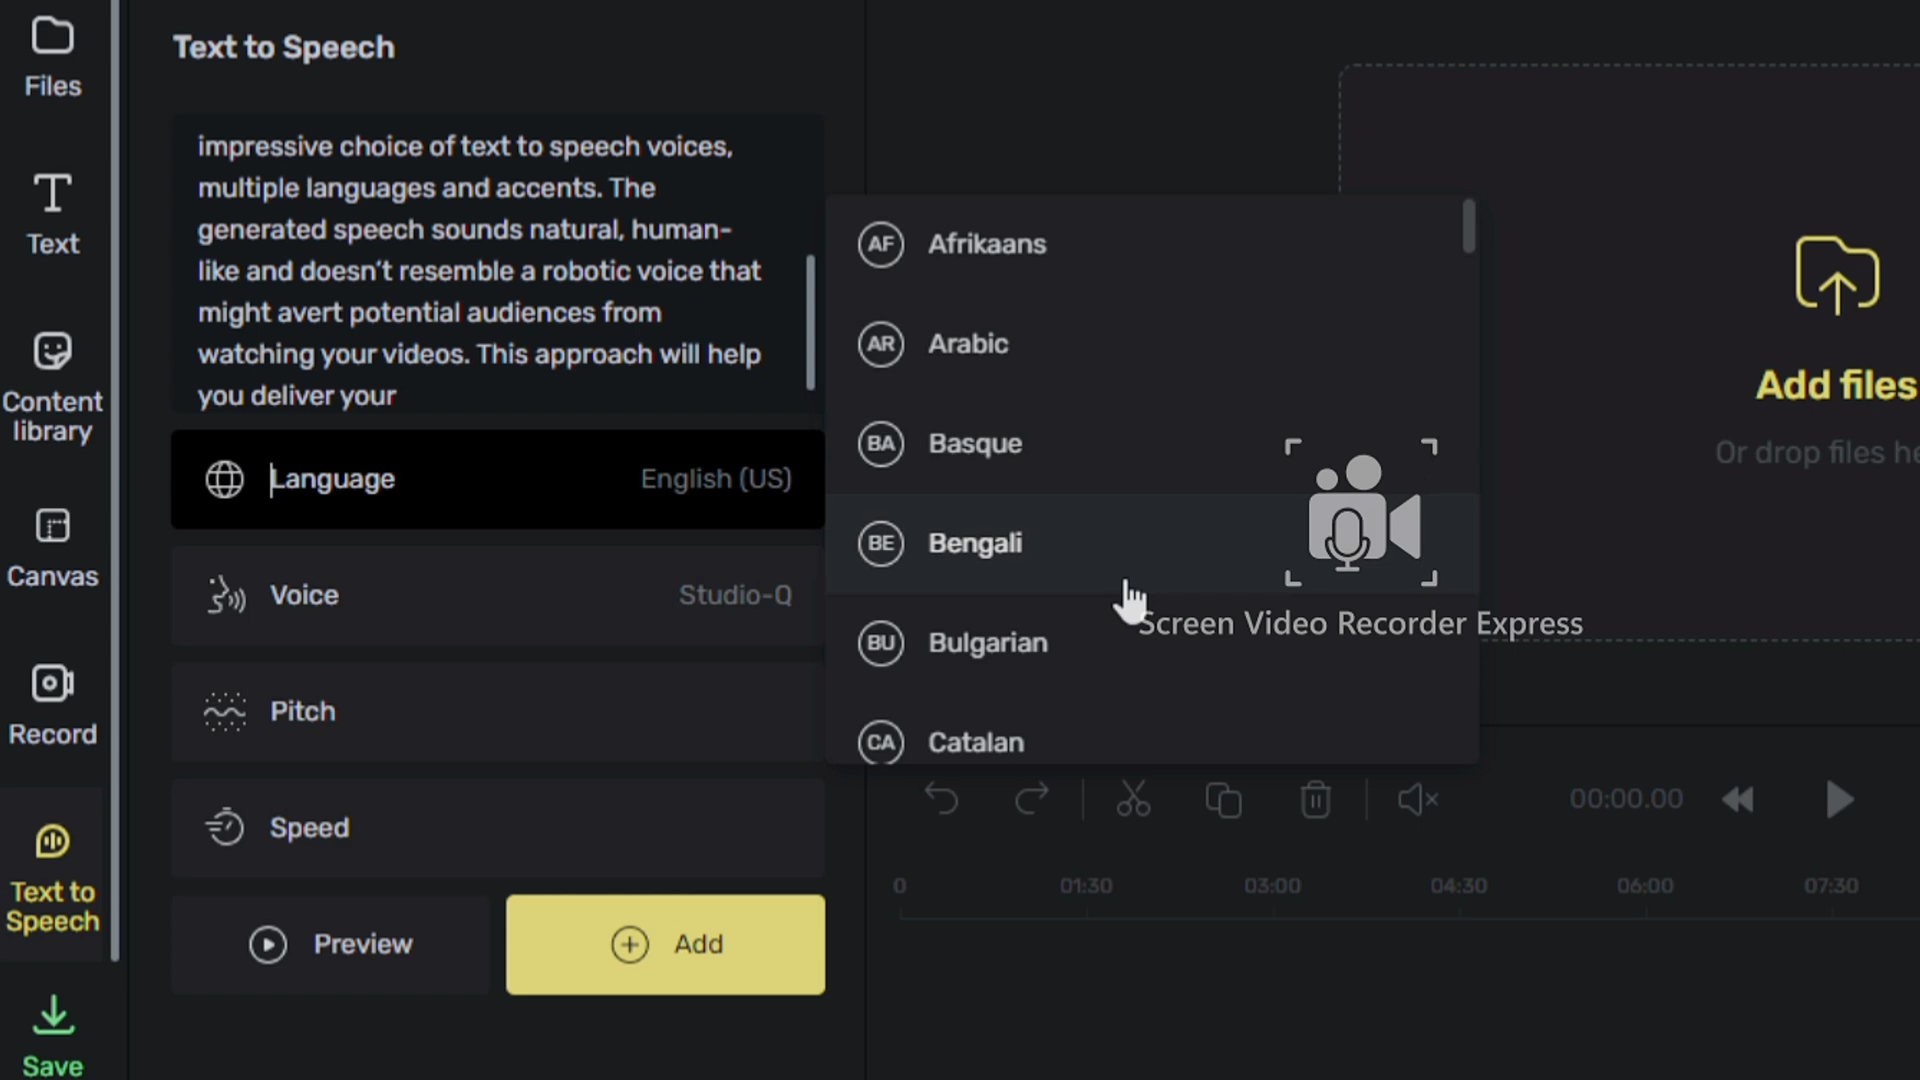 Files
Text
Content
library
Canvas
Record
Text to
Speech
Save
Text to Speech
impressive choice of text to speech voices,
multiple languages and accents. The
generated speech sounds natural, human-
like and doesn't resemble a robotic voice that
might avert potential audiences from
watching your videos. This approach will help
you deliver your
Language English (US)
Voice Studio-Q
Pitch
Speed
Preview
Add
AF Afrikaans
AR Arabic
BA Basque
BE Bengali
BU Bulgarian
CA Catalan
Screen Video Recorder Express
Add files
Or drop files he
00:00.00
0 01:30 03:00 04:30 06:00 07:30